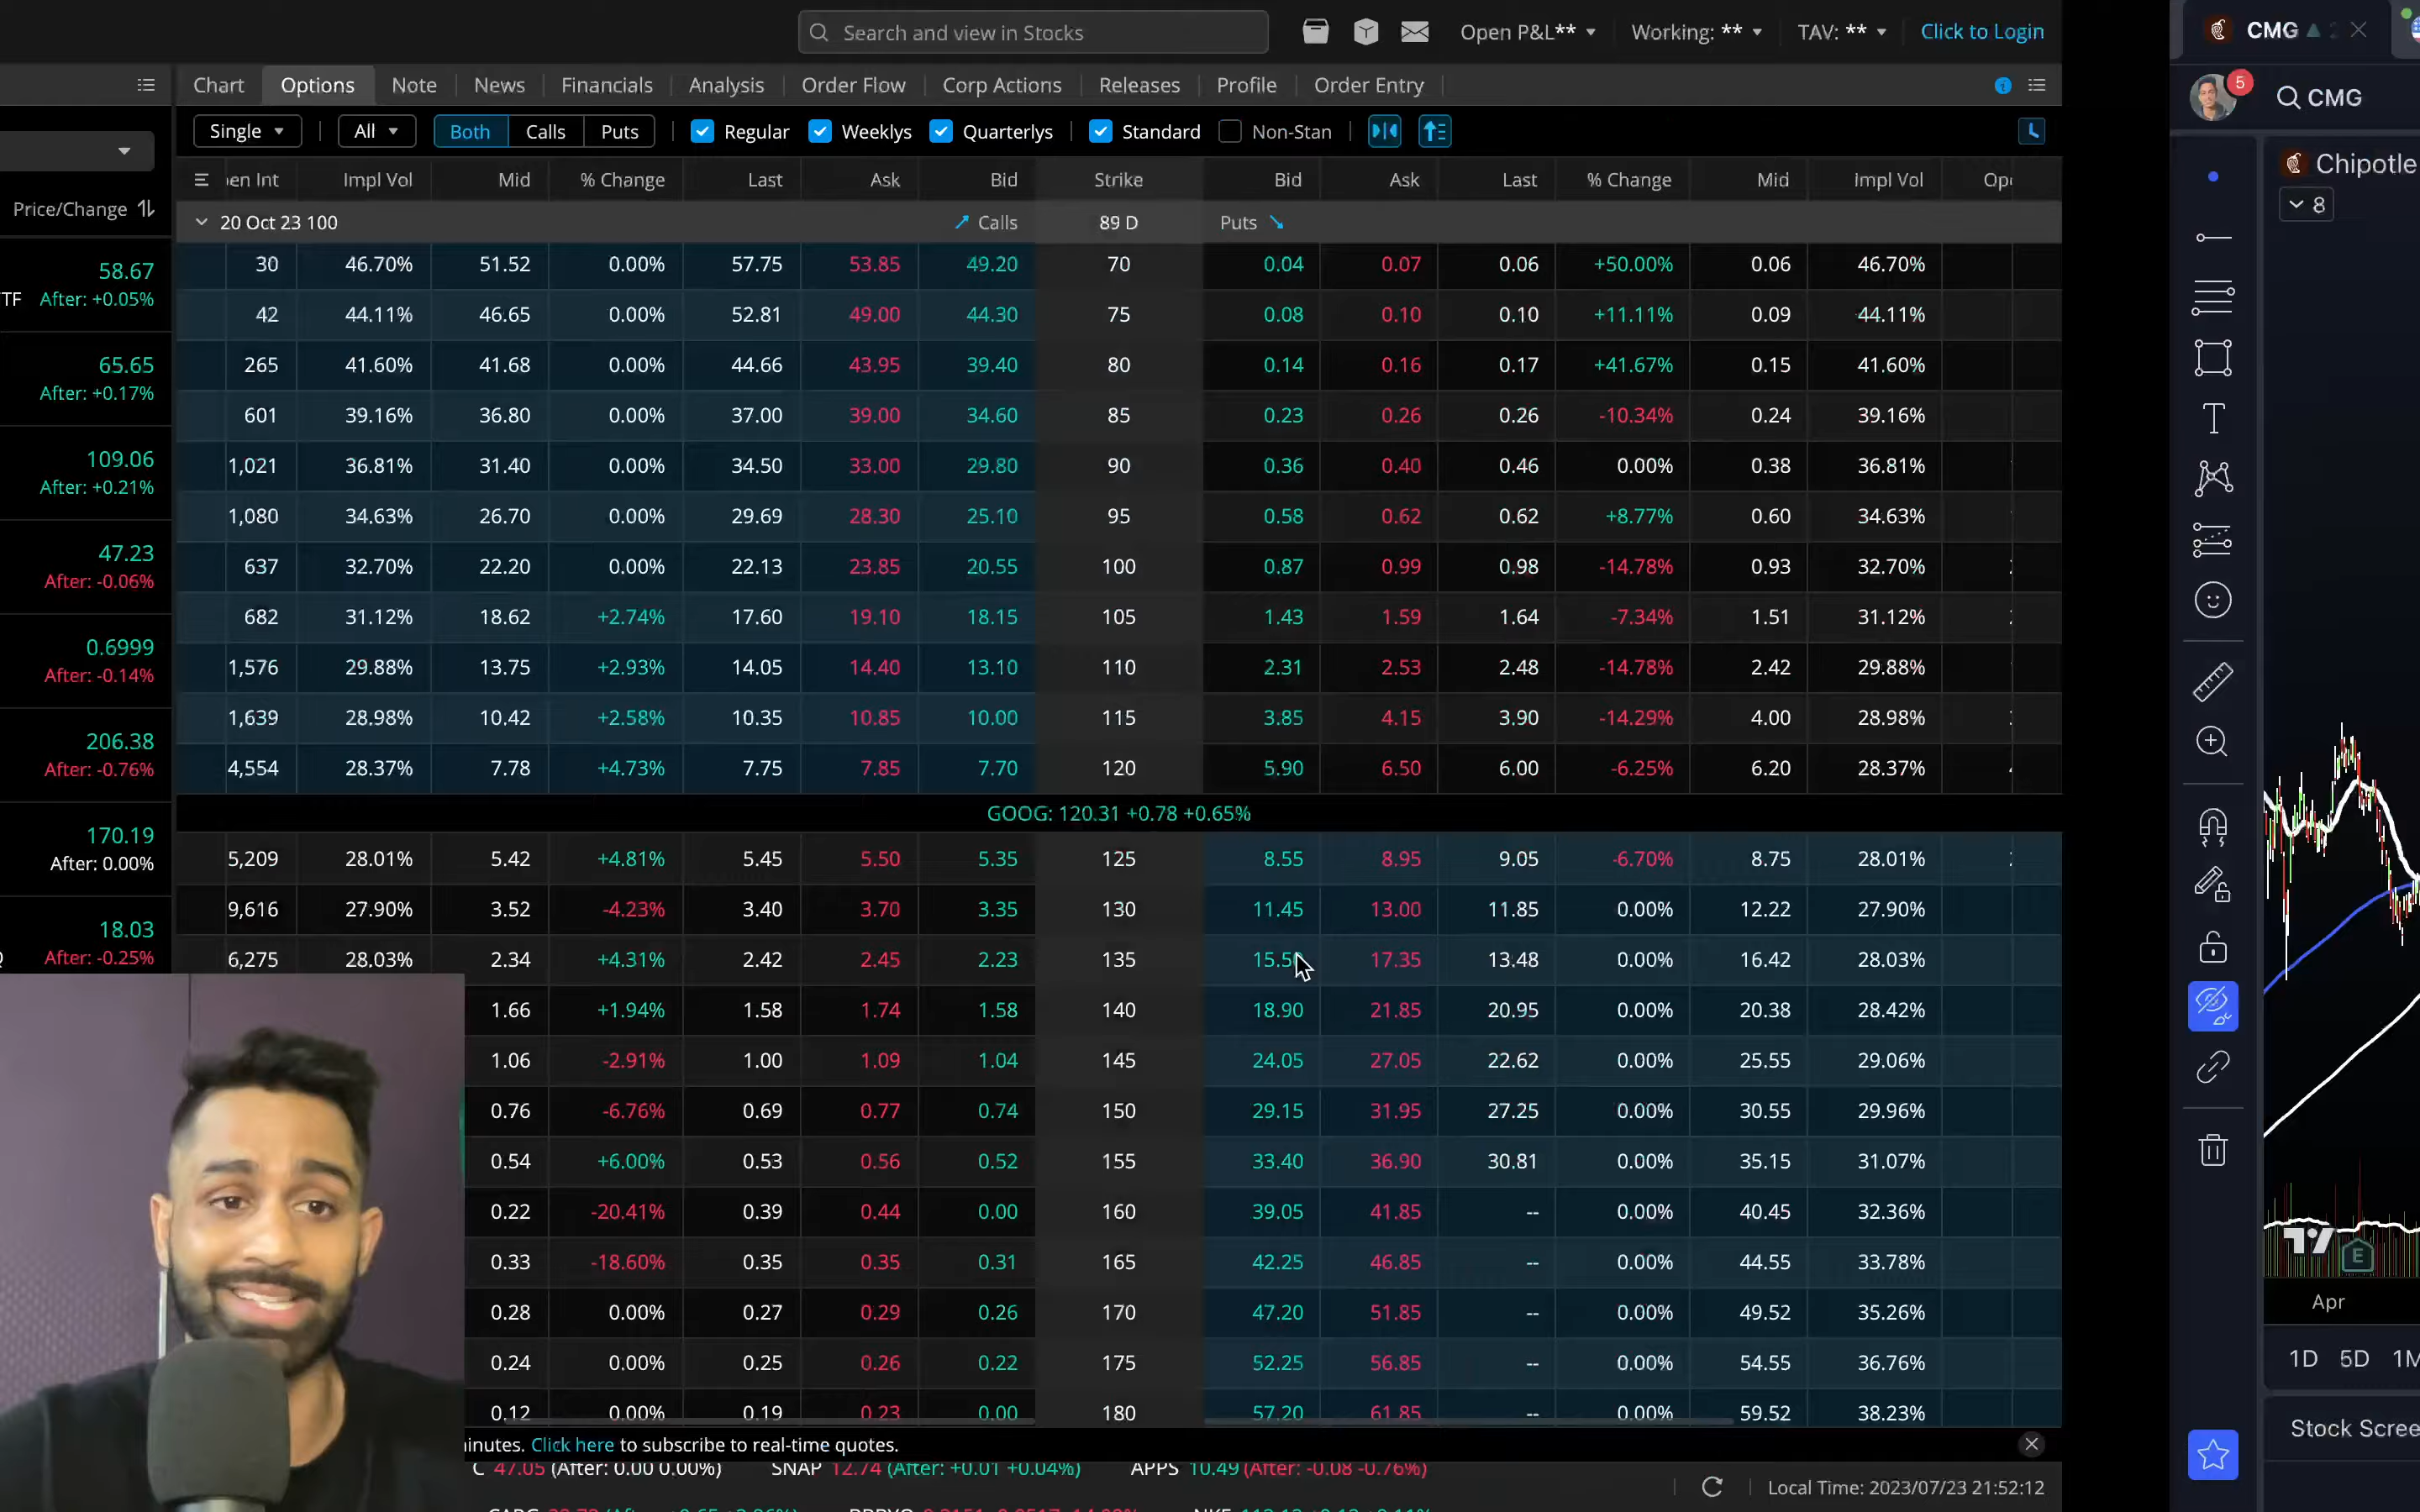 Search and view in Stocks Open P&L** Working: ** TAV: ** Click to Login
CMG
Chart Options Note News Financials Analysis Order Flow Corp Actions Releases Profile Order Entry
5 CMG
Single All Both Calls Puts Regular Weeklys Quarterlys Standard Non-Stan
Chipotle
8
en Int Impl Vol Mid % Change Last Ask Bid Strike Bid Ask Last % Change Mid Impl Vol
Price/Change
20 Oct 23 100 Calls 89 D Puts
30 46.70% 51.52 0.00% 57.75 53.85 49.20 70 0.04 0.07 0.06 +50.00% 0.06 46.70%
42 44.11% 46.65 0.00% 52.81 49.00 44.30 75 0.08 0.10 0.10 +11.11% 0.09 44.11%
265 41.60% 41.68 0.00% 44.66 43.95 39.40 80 0.14 0.16 0.17 +41.67% 0.15 41.60%
601 39.16% 36.80 0.00% 37.00 39.00 34.60 85 0.23 0.26 0.26 -10.34% 0.24 39.16%
1,021 36.81% 31.40 0.00% 34.50 33.00 29.80 90 0.36 0.40 0.46 0.00% 0.38 36.81%
1,080 34.63% 26.70 0.00% 29.69 28.30 25.10 95 0.58 0.62 0.62 +8.77% 0.60 34.63%
637 32.70% 22.20 0.00% 22.13 23.85 20.55 100 0.87 0.99 0.98 -14.78% 0.93 32.70%
682 31.12% 18.62 +2.74% 17.60 19.10 18.15 105 1.43 1.59 1.64 -7.34% 1.51 31.12%
1,576 29.88% 13.75 +2.93% 14.05 14.40 13.10 110 2.31 2.53 2.48 -14.78% 2.42 29.88%
1,639 28.98% 10.42 +2.58% 10.35 10.85 10.00 115 3.85 4.15 3.90 -14.29% 4.00 28.98%
4,554 28.37% 7.78 +4.73% 7.75 7.85 7.70 120 5.90 6.50 6.00 -6.25% 6.20 28.37%
GOOG: 120.31 +0.78 +0.65%
5,209 28.01% 5.42 +4.81% 5.45 5.50 5.35 125 8.55 8.95 9.05 -6.70% 8.75 28.01%
9,616 27.90% 3.52 -4.23% 3.40 3.70 3.35 130 11.45 13.00 11.85 0.00% 12.22 27.90%
6,275 28.03% 2.34 +4.31% 2.42 2.45 2.23 135 17.35 13.48 0.00% 16.42 28.03%
1.66 +1.94% 1.58 1.74 1.58 140 18.90 21.85 20.95 0.00% 20.38 28.42%
1.06 -2.91% 1.00 1.09 1.04 145 24.05 27.05 22.62 0.00% 25.55 29.06%
0.76 -6.76% 0.69 0.77 0.74 150 29.15 31.95 27.25 0.00% 30.55 29.96%
0.54 +6.00% 0.53 0.56 0.52 155 33.40 36.90 30.81 0.00% 35.15 31.07%
0.22 -20.41% 0.39 0.44 0.00 160 39.05 41.85 -- 0.00% 40.45 32.36%
0.33 -18.60% 0.35 0.35 0.31 165 42.25 46.85 -- 0.00% 44.55 33.78%
0.28 0.00% 0.27 0.29 0.26 170 47.20 51.85 -- 0.00% 49.52 35.26%
0.24 0.00% 0.25 0.26 0.22 175 52.25 56.85 -- 0.00% 54.55 36.76%
0.12 0.00% 0.19 0.23 0.00 180 57.20 61.85 -- 0.00% 59.52 38.23%
58.67
TF After: +0.05%
65.65
After: +0.17%
109.06
After: +0.21%
47.23
After: -0.06%
0.6999
After: -0.14%
206.38
After: -0.76%
170.19
After: 0.00%
18.03
After: -0.25%
inutes. Click here to subscribe to real-time quotes.
C 47.05 (After: 0.00 0.00%) SNAP 12.74 (After: +0.01 +0.04%) APPS 10.49 (After: -0.08 -0.76%)
Local Time: 2023/07/23 21:52:12
E
Apr
1D 5D 1M
Stock Scree